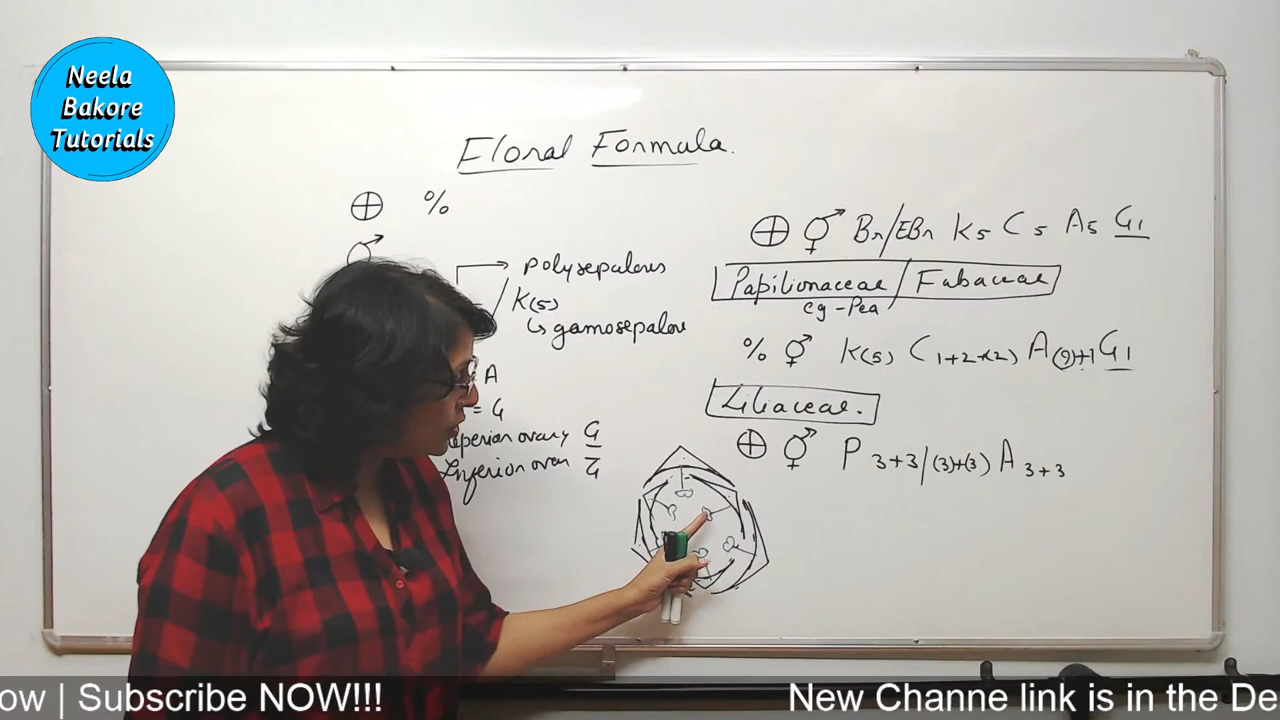 Neela
Bakore
Tutorials
Floral Formula.
⊕ %
polysepalous
K(5)
gamosepalous
A
= G
Superior ovary G
Inferior ovary G
⊕ ⚥ Br/EBr K5 C5 A5 G1
Papilionaceae / Fabaceae
eg - Pea
% ⚥ K(5) C1+2+(2) A(9)+1 G1
Liliaceae.
⊕ ⚥ P3+3/(3)+(3) A3+3
ow | Subscribe NOW!!!
New Channe link is in the De